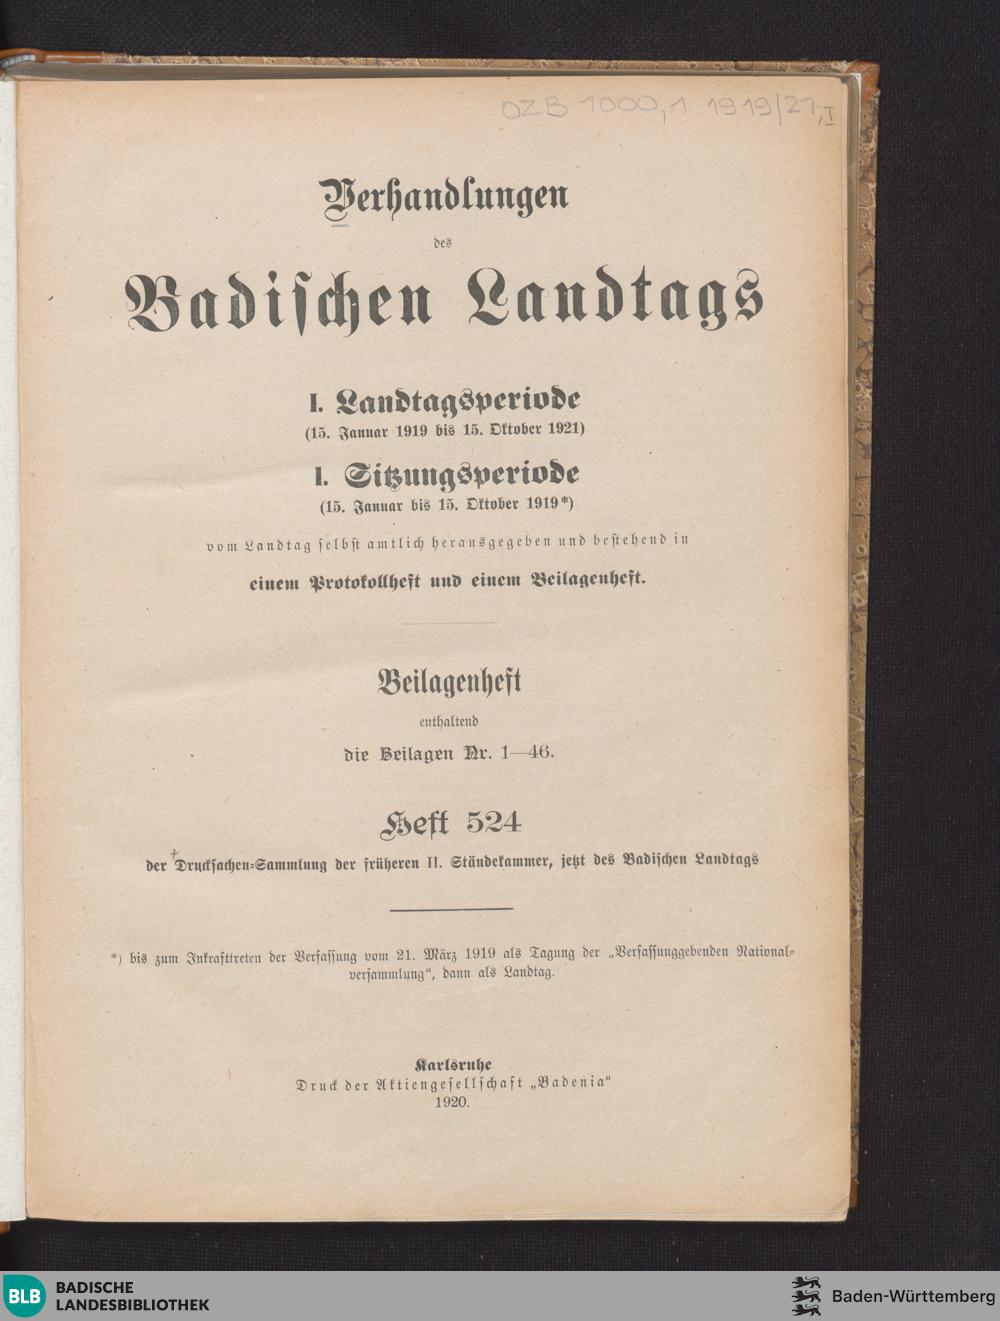 OZB 1000,1 1919/21,I
Verhandlungen
des
Badischen Landtags
I. Landtagsperiode
(15. Januar 1919 bis 15. Oktober 1921)
I. Sitzungsperiode
(15. Januar bis 15. Oktober 1919*)
vom Landtag selbst amtlich herausgegeben und bestehend in
einem Protokollheft und einem Beilagenheft.
Beilagenheft
enthaltend
die Beilagen Nr. 1—46.
Heft 524
der Drucksachen-Sammlung der früheren II. Ständekammer, jetzt des Badischen Landtags
*) bis zum Inkrafttreten der Verfassung vom 21. März 1919 als Tagung der „Verfassunggebenden National-
versammlung“, dann als Landtag.
Karlsruhe
Druck der Aktiengesellschaft „Badenia“
1920.
BLB BADISCHE
LANDESBIBLIOTHEK
Baden-Württemberg